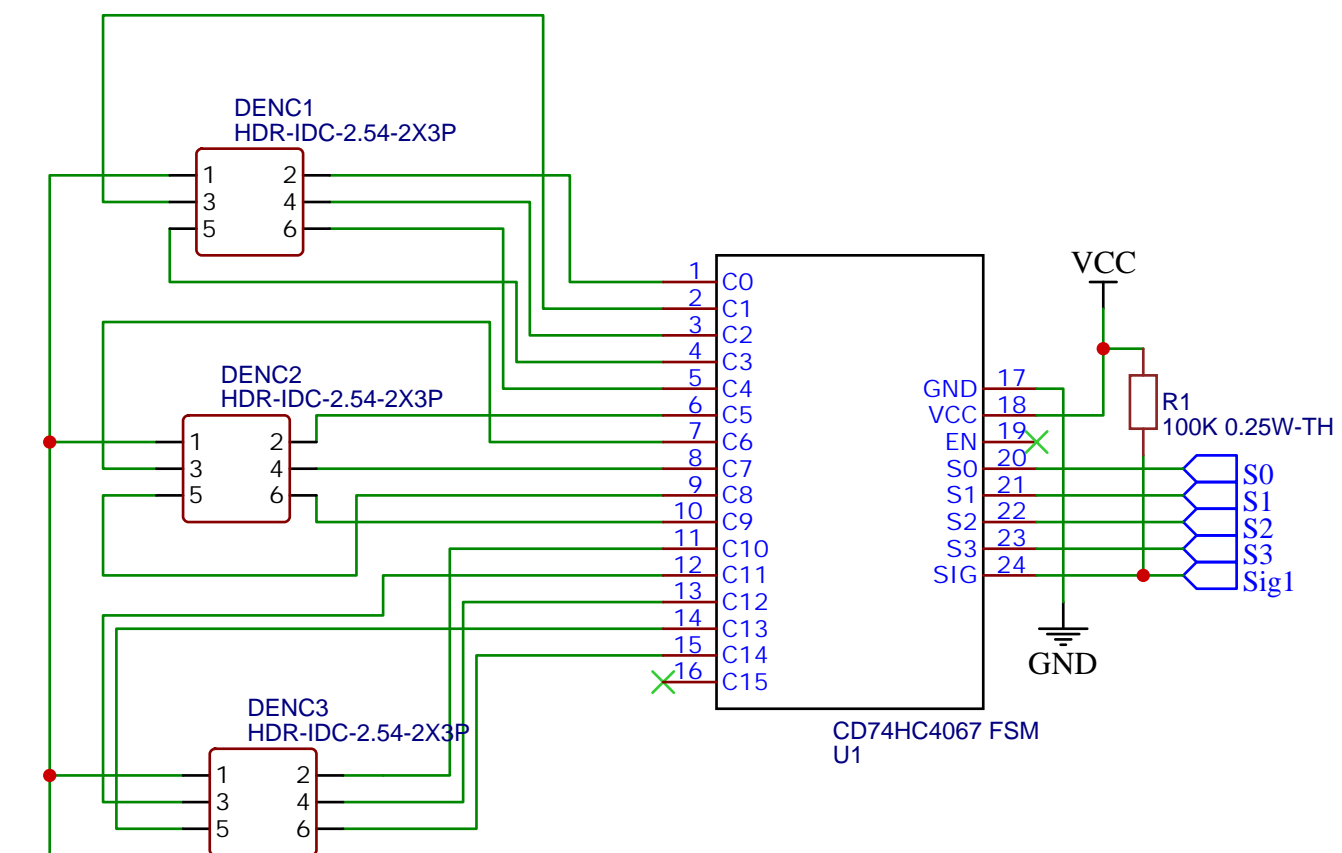 DENC1
HDR-IDC-2.54-2X3P
1 2
3 4
5 6
DENC2
HDR-IDC-2.54-2X3P
1 2
3 4
5 6
DENC3
HDR-IDC-2.54-2X3P
1 2
3 4
5 6
1 C0
2 C1
3 C2
4 C3
5 C4
6 C5
7 C6
8 C7
9 C8
10 C9
11 C10
12 C11
13 C12
14 C13
15 C14
16 C15
GND 17
VCC 18
EN 19
S0 20
S1 21
S2 22
S3 23
SIG 24
CD74HC4067 FSM
U1
VCC
R1
100K 0.25W-TH
S0
S1
S2
S3
Sig1
GND